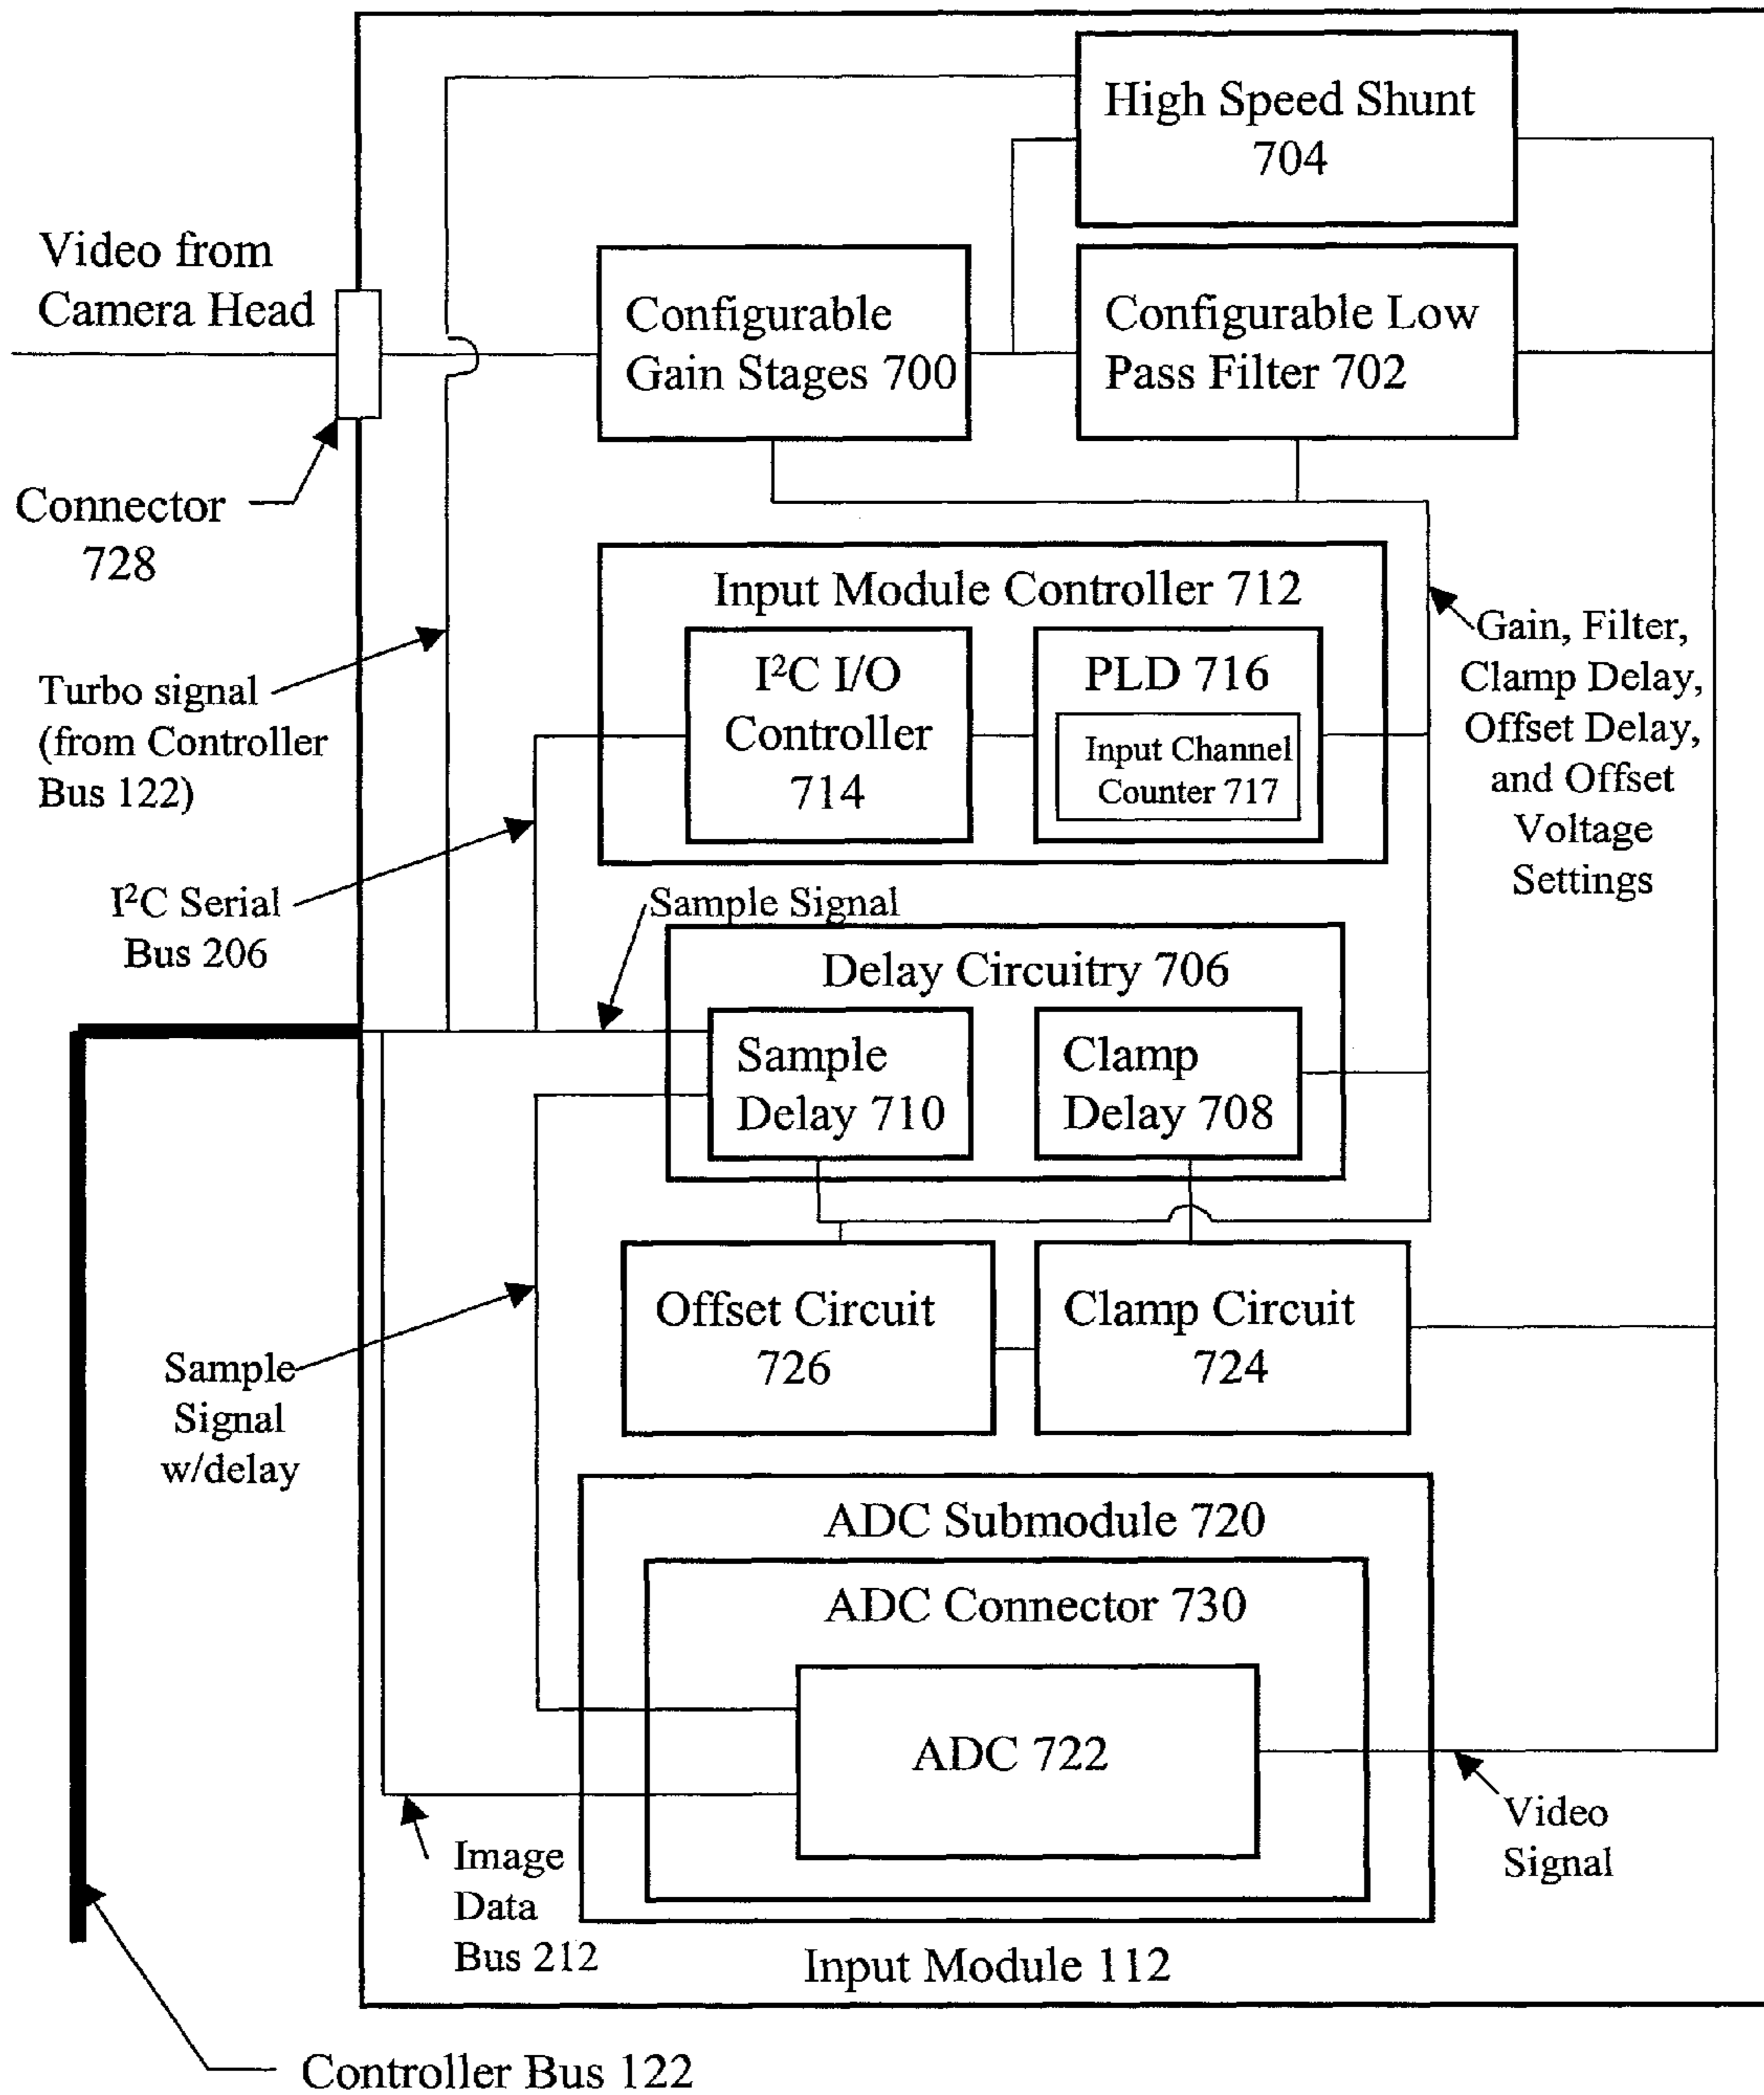 High Speed Shunt
704
Video from
Camera Head
Configurable
Gain Stages 700
Configurable Low
Pass Filter 702
Connector
728
Input Module Controller 712
I²C I/O
Controller
714
PLD 716
Input Channel
Counter 717
Gain, Filter,
Clamp Delay,
Offset Delay,
and Offset
Voltage
Settings
Turbo signal
(from Controller
Bus 122)
I²C Serial
Bus 206
Sample Signal
Delay Circuitry 706
Sample
Delay 710
Clamp
Delay 708
Offset Circuit
726
Clamp Circuit
724
Sample
Signal
w/delay
ADC Submodule 720
ADC Connector 730
ADC 722
Video
Signal
Image
Data
Bus 212
Input Module 112
Controller Bus 122